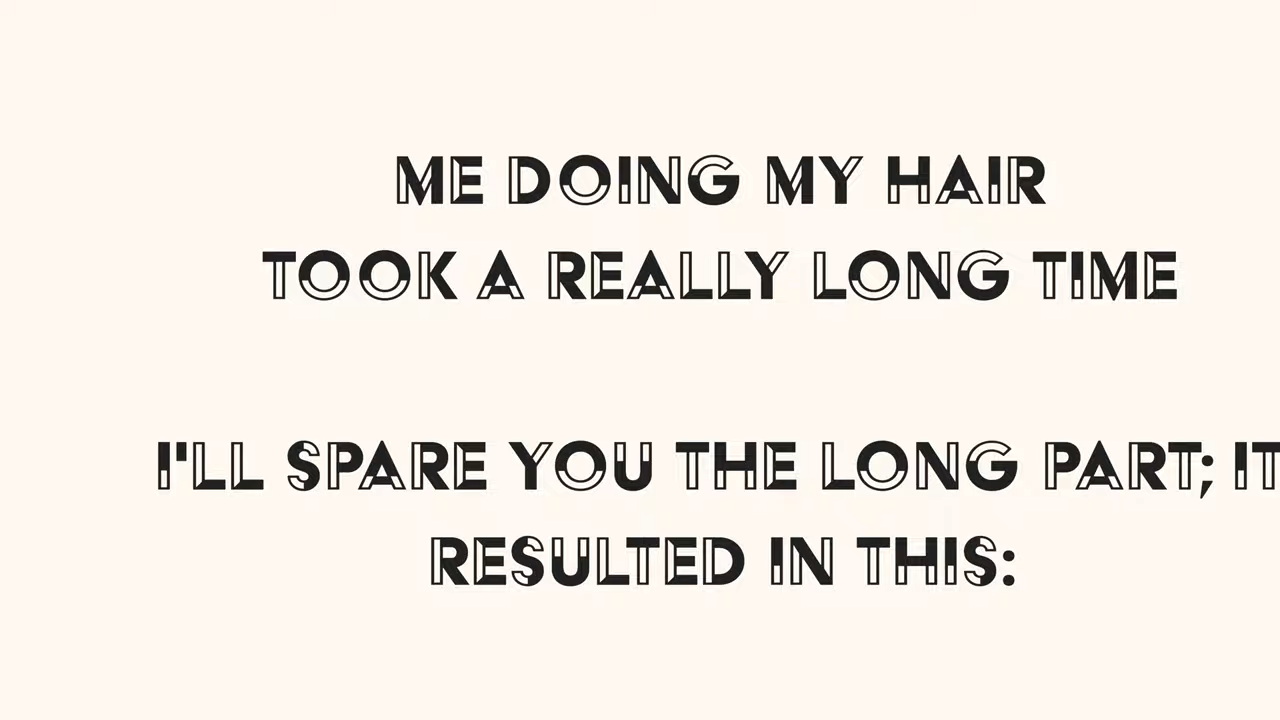 ME DOING MY HAIR
TOOK A REALLY LONG TIME
I'LL SPARE YOU THE LONG PART; IT
RESULTED IN THIS: